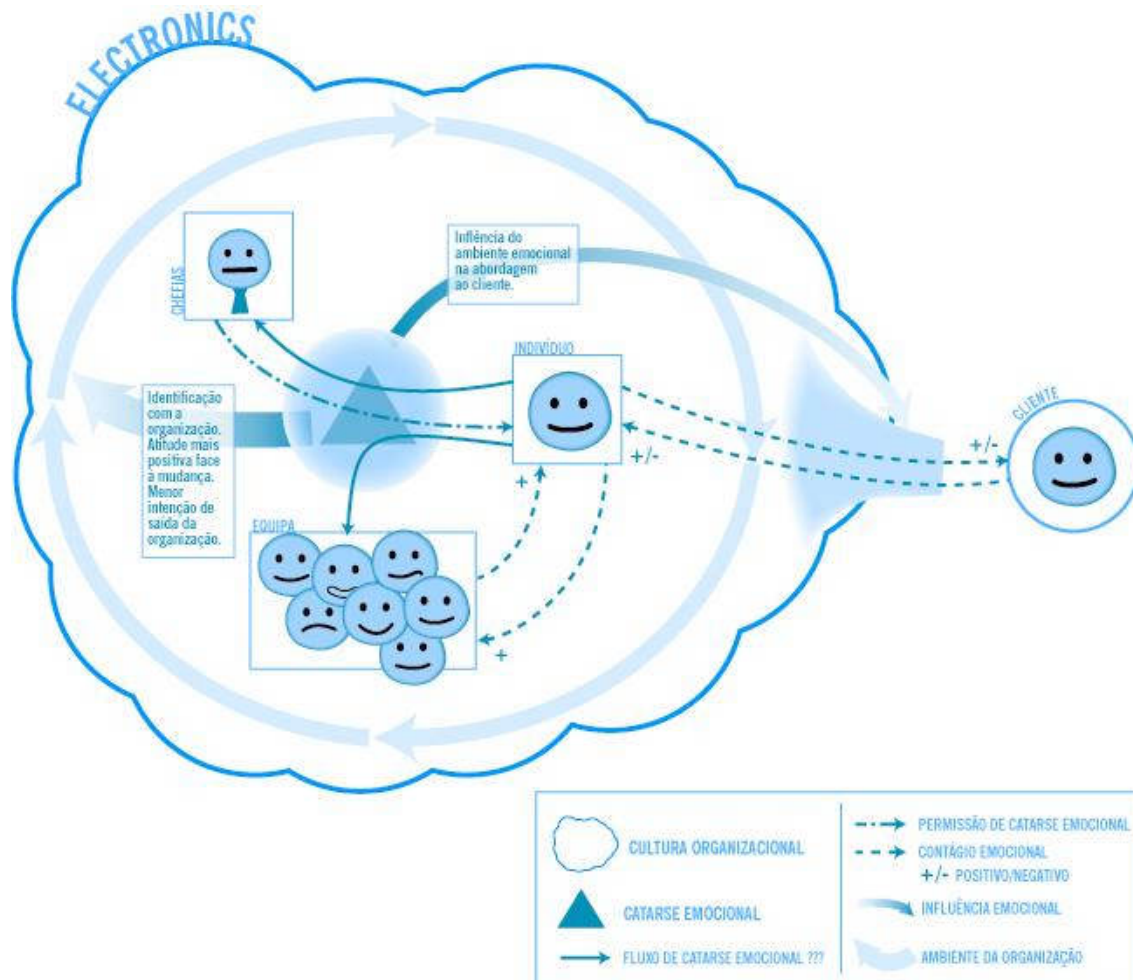 ELECTRONICS
CHEFIAS
Inflência do
ambiente emocional
na abordagem
ao cliente.
INDIVÍDUO
Identificação
com a
organização.
Atitude mais
positiva face
à mudança.
Menor
intenção de
saída da
organização.
CLIENTE
+/-
+/-
+
EQUIPA
+
CULTURA ORGANIZACIONAL
CATARSE EMOCIONAL
FLUXO DE CATARSE EMOCIONAL ???
PERMISSÃO DE CATARSE EMOCIONAL
CONTÁGIO EMOCIONAL
+/- POSITIVO/NEGATIVO
INFLUÊNCIA EMOCIONAL
AMBIENTE DA ORGANIZAÇÃO